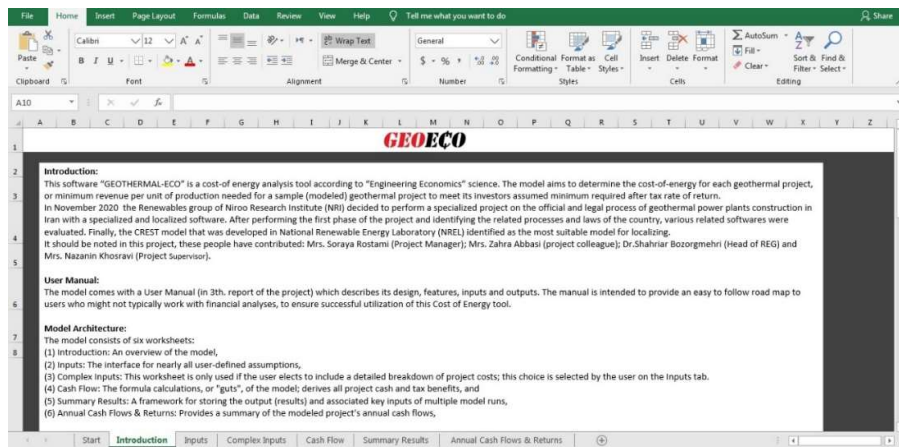 File Home Insert Page Layout Formulas Data Review View Help Tell me what you want to do Share
Calibri 12 A A Wrap Text General AutoSum
Fill
Paste B I U A Merge & Center $ % , Conditional Format as Cell Insert Delete Format Clear Sort & Find &
Formatting Table Styles Filter Select
Clipboard Font Alignment Number Styles Cells Editing
A10 fx
A B C D E F G H I J K L M N O P Q R S T U V W X Y Z
1 GEOECO
2 Introduction:
This software "GEOTHERMAL-ECO" is a cost-of energy analysis tool according to "Engineering Economics" science. The model aims to determine the cost-of-energy for each geothermal project,
3 or minimum revenue per unit of production needed for a sample (modeled) geothermal project to meet its investors assumed minimum required after tax rate of return.
In November 2020 the Renewables group of Niroo Research Institute (NRI) decided to perform a specialized project on the official and legal process of geothermal power plants construction in
Iran with a specialized and localized software. After performing the first phase of the project and identifying the related processes and laws of the country, various related softwares were
4 evaluated. Finally, the CREST model that was developed in National Renewable Energy Laboratory (NREL) identified as the most suitable model for localizing.
It should be noted in this project, these people have contributed: Mrs. Soraya Rostami (Project Manager); Mrs. Zahra Abbasi (project colleague); Dr.Shahriar Bozorgmehri (Head of REG) and
5 Mrs. Nazanin Khosravi (Project Supervisor).
User Manual:
The model comes with a User Manual (in 3th. report of the project) which describes its design, features, inputs and outputs. The manual is intended to provide an easy to follow road map to
6 users who might not typically work with financial analyses, to ensure successful utilization of this Cost of Energy tool.
7 Model Architecture:
The model consists of six worksheets:
8 (1) Introduction: An overview of the model,
(2) Inputs: The interface for nearly all user-defined assumptions,
(3) Complex Inputs: This worksheet is only used if the user elects to include a detailed breakdown of project costs; this choice is selected by the user on the Inputs tab.
(4) Cash Flow: The formula calculations, or "guts", of the model; derives all project cash and tax benefits, and
(5) Summary Results: A framework for storing the output (results) and associated key inputs of multiple model runs,
(6) Annual Cash Flows & Returns: Provides a summary of the modeled project's annual cash flows,
Start Introduction Inputs Complex Inputs Cash Flow Summary Results Annual Cash Flows & Returns